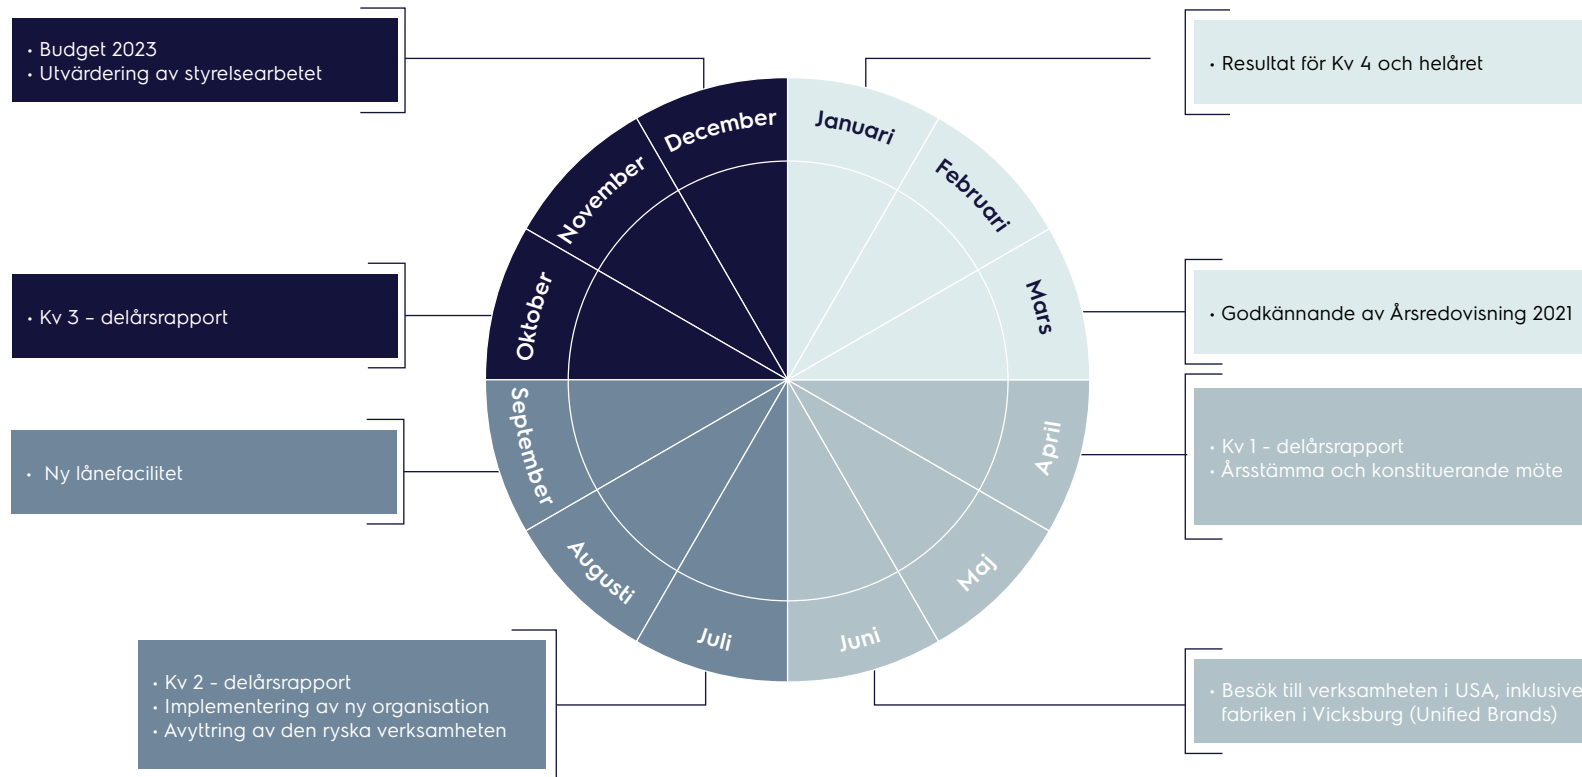 • Budget 2023
• Utvärdering av styrelsearbetet
• Resultat för Kv 4 och helåret
December
Januari
November
Februari
Oktober
Mars
• Kv 3 – delårsrapport
• Godkännande av Årsredovisning 2021
September
April
• Ny lånefacilitet
• Kv 1 - delårsrapport
• Årsstämma och konstituerande möte
Augusti
Maj
Juli
Juni
• Kv 2 - delårsrapport
• Implementering av ny organisation
• Avyttring av den ryska verksamheten
• Besök till verksamheten i USA, inklusive
fabriken i Vicksburg (Unified Brands)